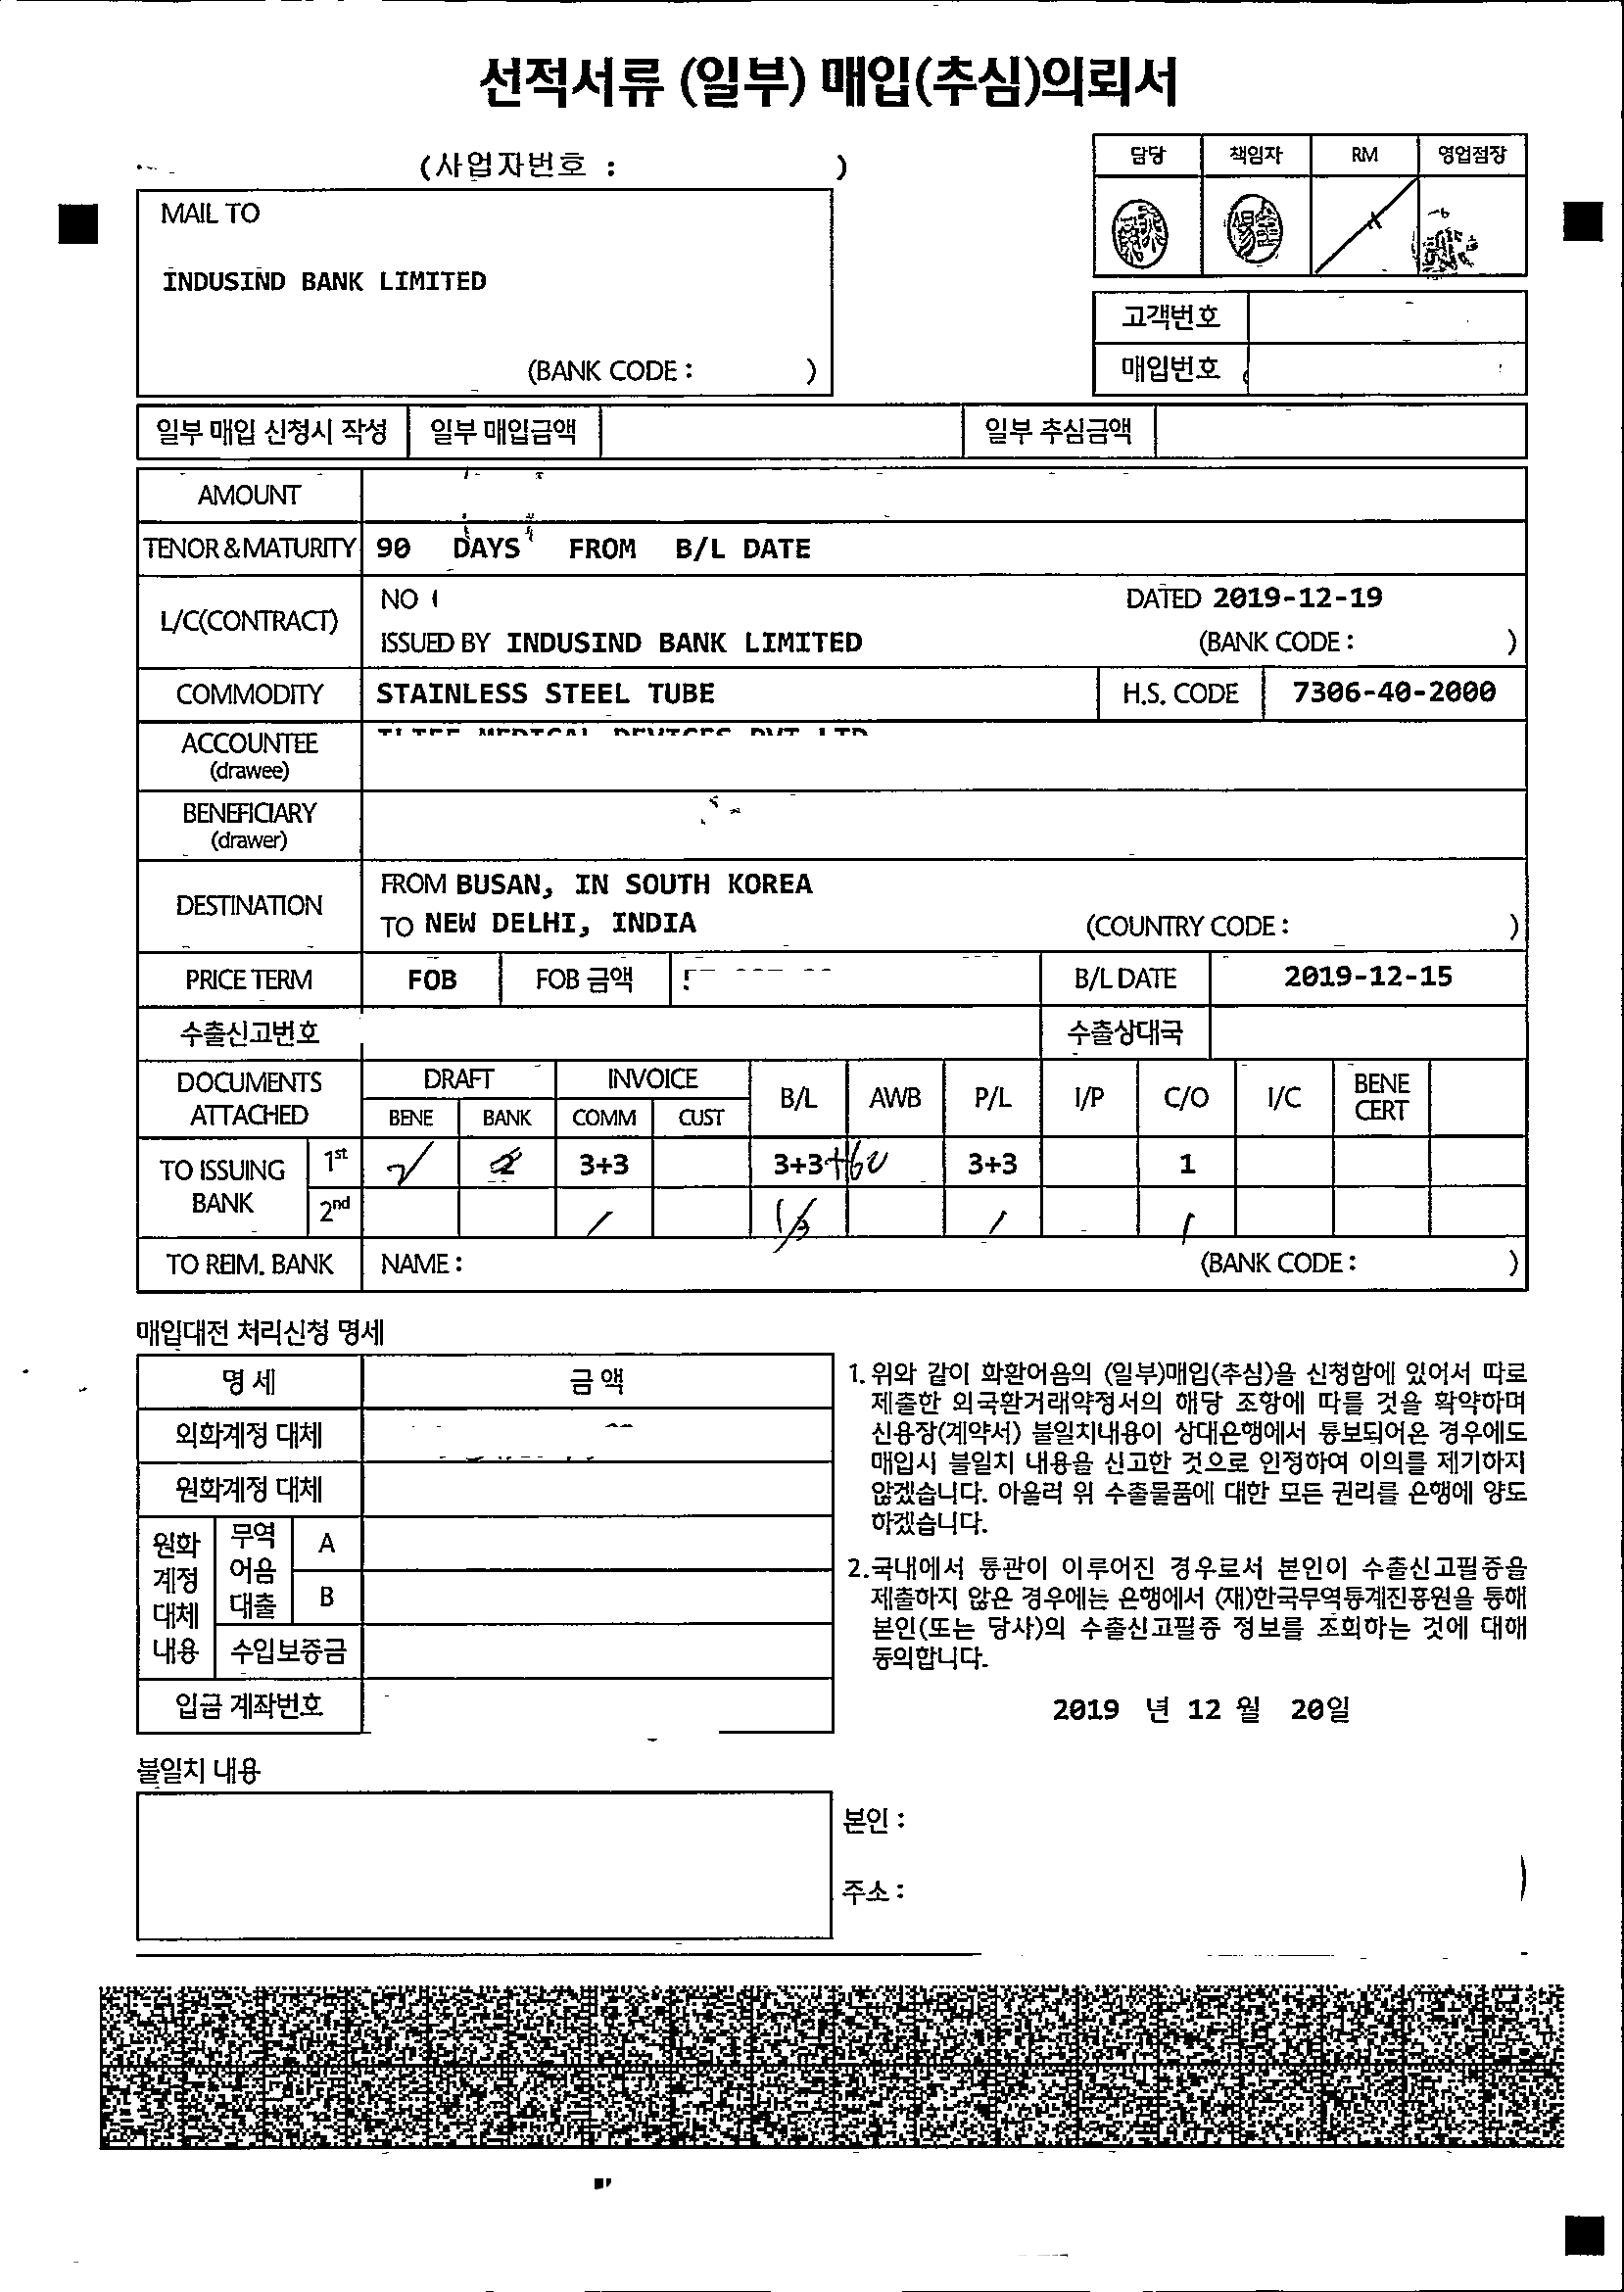 선적서류 (일부) 매입(추심)의뢰서
(사업자번호 : )
담당 책임자 RM 영업점장
MAIL TO
INDUSIND BANK LIMITED
(BANK CODE : )
고객번호
매입번호
일부 매입 신청시 작성 일부 매입금액 일부 추심금액
AMOUNT
TENOR & MATURITY 90 DAYS FROM B/L DATE
L/C(CONTRACT)
NO DATED 2019-12-19
ISSUED BY INDUSIND BANK LIMITED (BANK CODE : )
COMMODITY STAINLESS STEEL TUBE H.S. CODE 7306-40-2000
ACCOUNTEE MEDICAL DEVICES PVT LTD
(drawee)
BENEFICIARY
(drawer)
DESTINATION
FROM BUSAN, IN SOUTH KOREA
TO NEW DELHI, INDIA (COUNTRY CODE : )
PRICE TERM FOB FOB 금액 B/L DATE 2019-12-15
수출신고번호 수출상대국
DOCUMENTS ATTACHED DRAFT INVOICE B/L AWB P/L I/P C/O I/C BENE CERT
BENE BANK COMM CUST
TO ISSUING BANK 1st 2 3+3 3+3 3+3 1
2nd / 1/3 / /
TO REIM. BANK NAME : (BANK CODE : )
매입대전 처리신청 명세
명 세 금 액
외화계정 대체
원화계정 대체
원화 계정 대체 내용 무역 어음 대출 A
B
수입보증금
입금 계좌번호
1. 위와 같이 화환어음의 (일부)매입(추심)을 신청함에 있어서 따로
제출한 외국환거래약정서의 해당 조항에 따를 것을 확약하며
신용장(계약서) 불일치내용이 상대은행에서 통보되어온 경우에도
매입시 불일치 내용을 신고한 것으로 인정하여 이의를 제기하지
않겠습니다. 아울러 위 수출물품에 대한 모든 권리를 은행에 양도
하겠습니다.
2.국내에서 통관이 이루어진 경우로서 본인이 수출신고필증을
제출하지 않은 경우에는 은행에서 (재)한국무역통계진흥원을 통해
본인(또는 당사)의 수출신고필증 정보를 조회하는 것에 대해
동의합니다.
2019 년 12 월 20일
불일치 내용
본인 :
주소 :
)